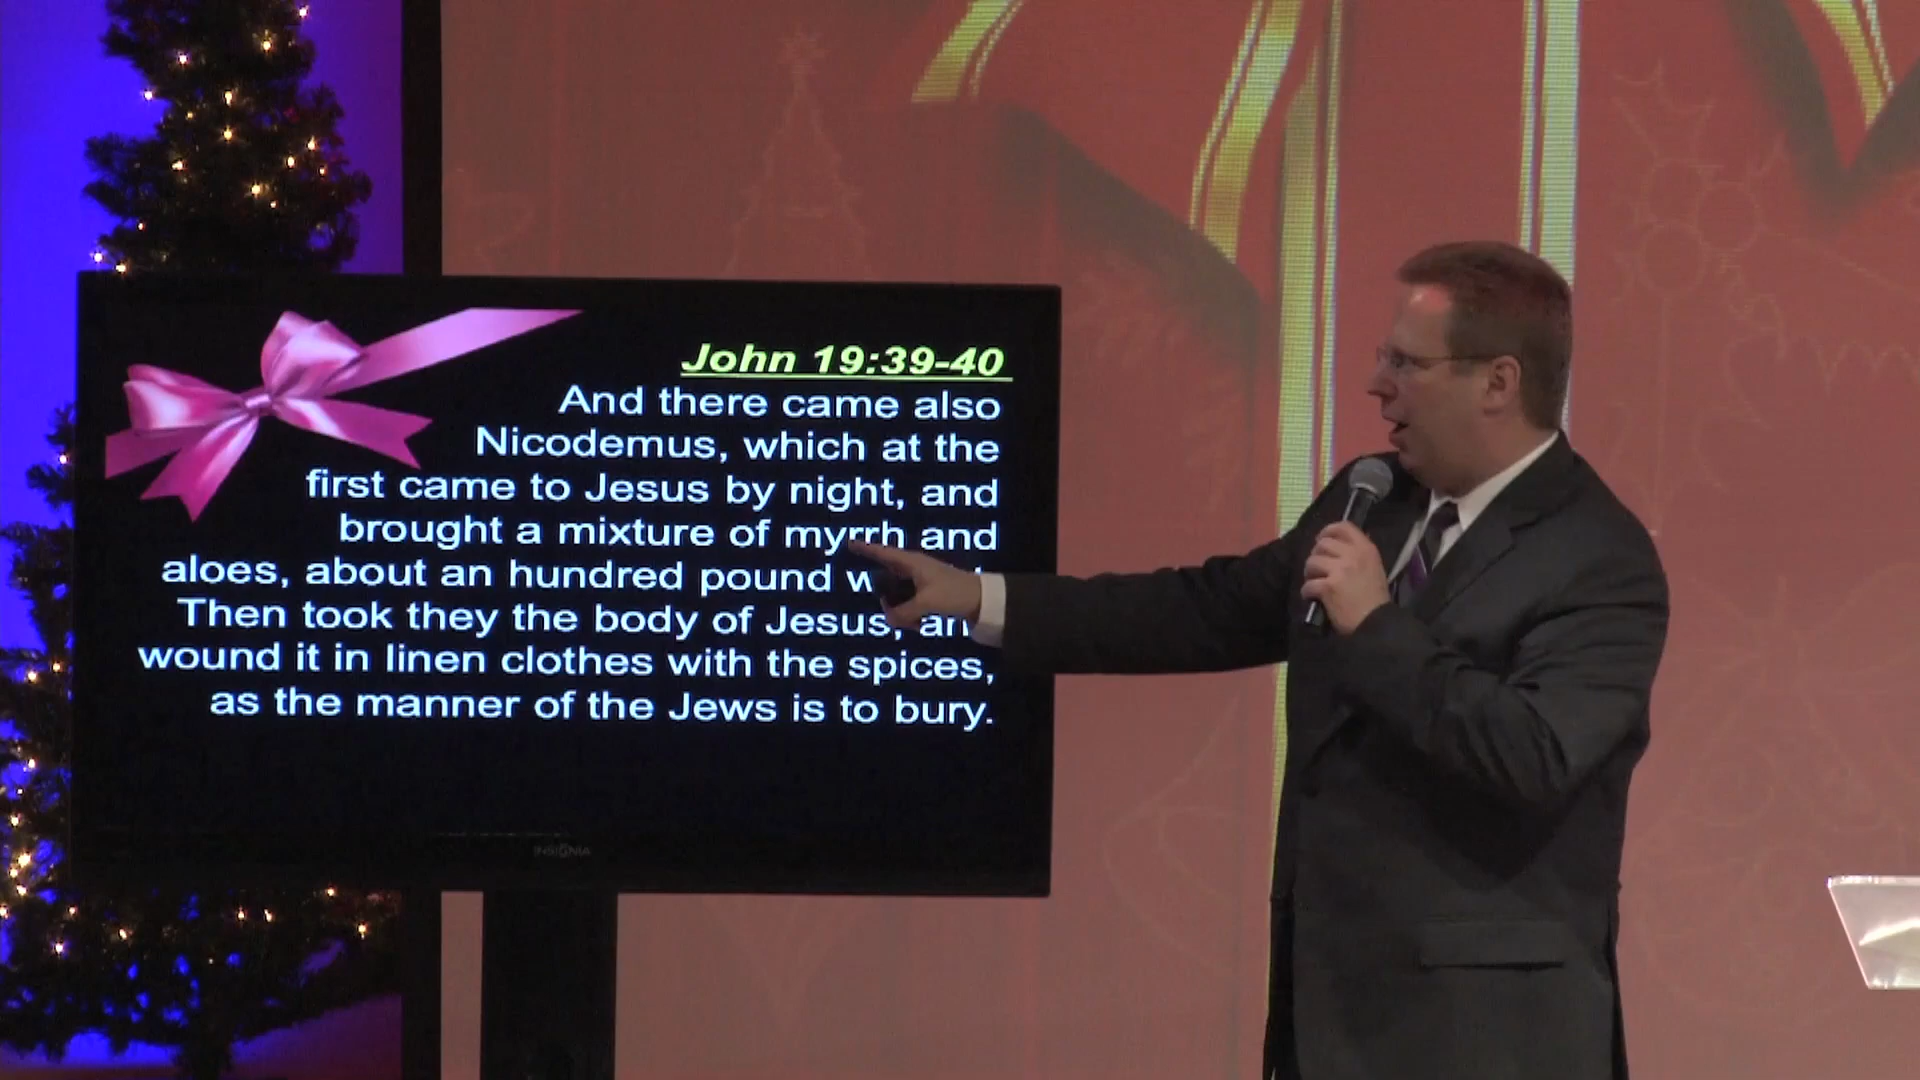 John 19:39-40
And there came also
Nicodemus, which at the
first came to Jesus by night, and
brought a mixture of myrrh and
aloes, about an hundred pound
Then took they the body of Jesus,
wound it in linen clothes with the spices,
as the manner of the Jews is to bury.
INSIGNIA